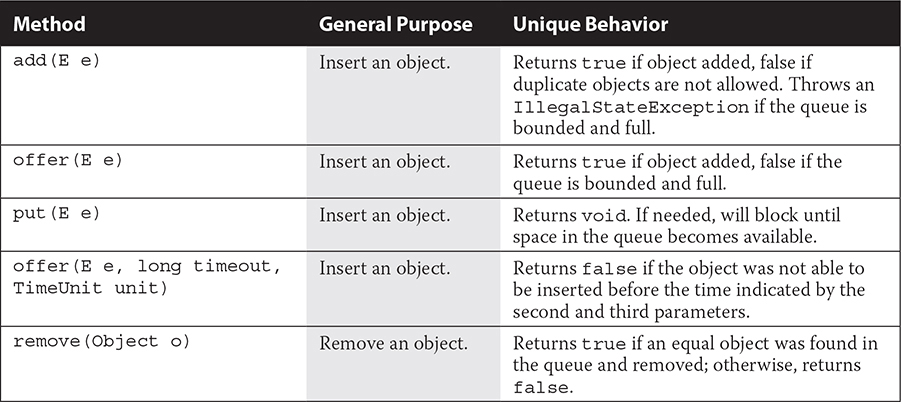 Method General Purpose Unique Behavior
add(E e) Insert an object. Returns true if object added, false if
duplicate objects are not allowed. Throws an
IllegalStateException if the queue is
bounded and full.
offer(E e) Insert an object. Returns true if object added, false if the
queue is bounded and full.
put(E e) Insert an object. Returns void. If needed, will block until
space in the queue becomes available.
offer(E e, long timeout, Insert an object. Returns false if the object was not able to
TimeUnit unit) be inserted before the time indicated by the
second and third parameters.
remove(Object o) Remove an object. Returns true if an equal object was found in
the queue and removed; otherwise, returns
false.